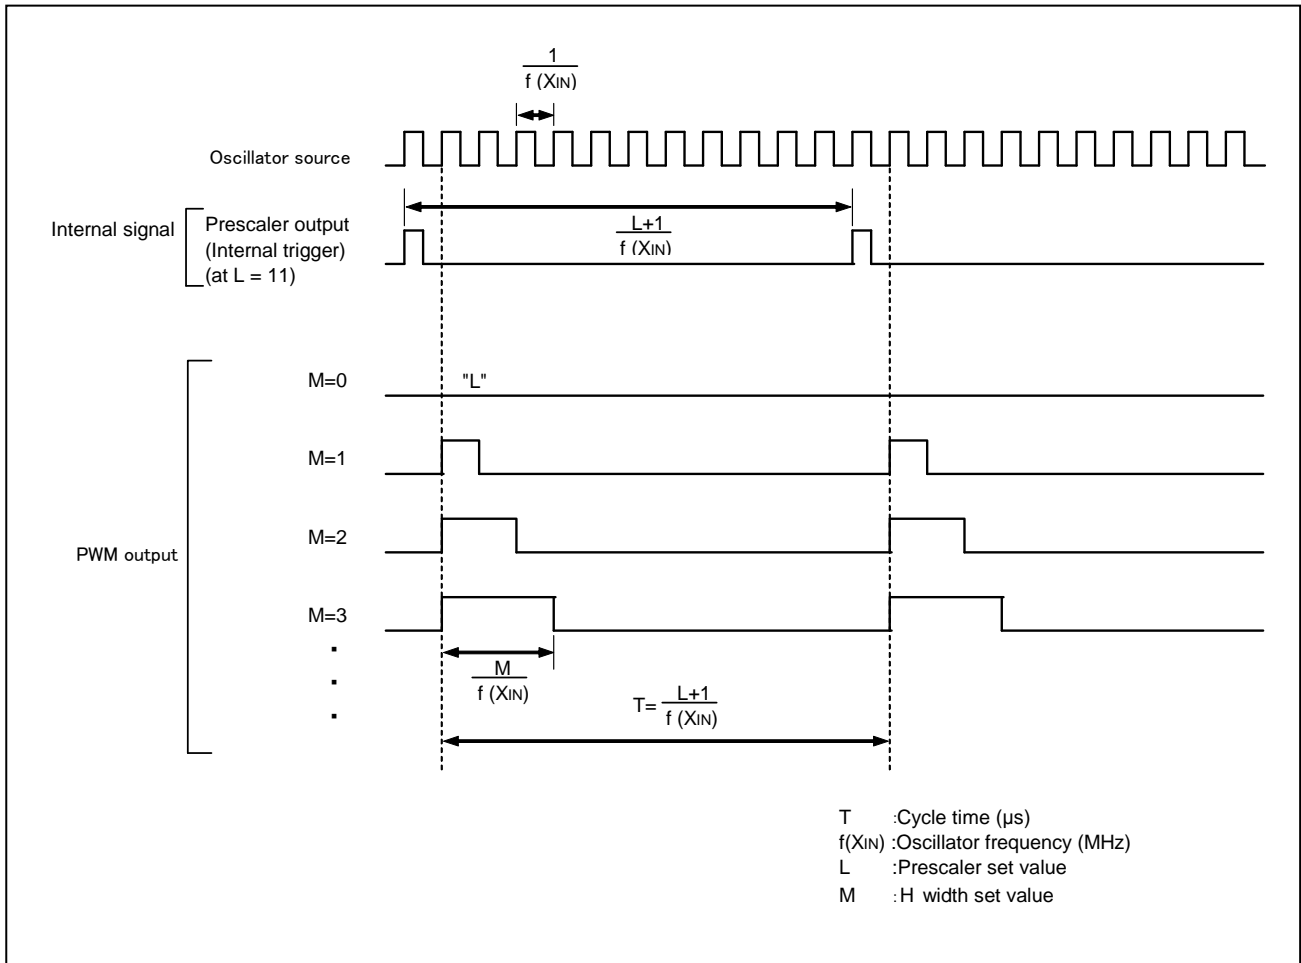 1
f (XIN)
Oscillator source
Internal signal
Prescaler output
(Internal trigger)
(at L = 11)
L+1
f (XIN)
M=0
"L"
M=1
M=2
PWM output
M=3
M
f (XIN)
T= L+1
f (XIN)
T :Cycle time (µs)
f(XIN) :Oscillator frequency (MHz)
L :Prescaler set value
M :H width set value